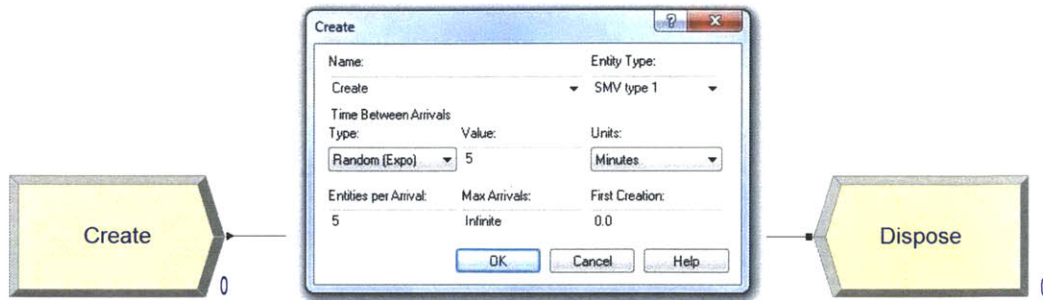 Create
Name:
Entity Type:
Create
SMV type 1
Time Between Arrivals
Type:
Value:
Units:
Random (Expo)
5
Minutes
Entities per Arrival:
Max Arrivals:
First Creation:
5
Infinite
0.0
OK
Cancel
Help
Create
0
Dispose